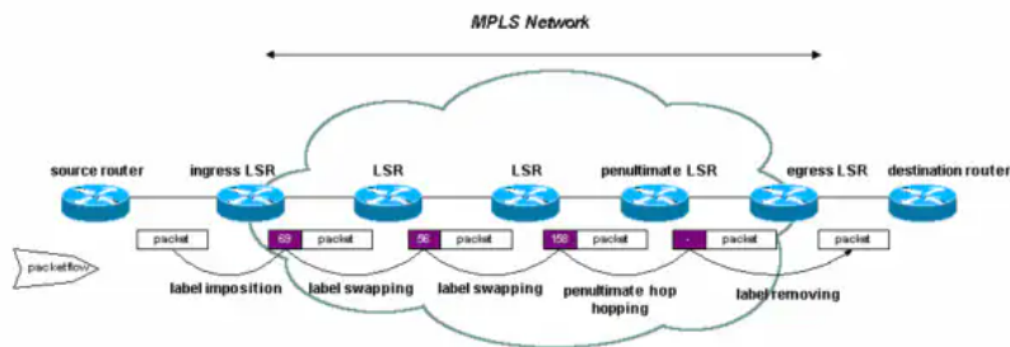 MPLS Network
source router
ingress LSR
LSR
LSR
penultimate LSR
egress LSR
destination router
packet
69 packet
56 packet
158 packet
- packet
packet
packetflow
label imposition
label swapping
label swapping
penultimate hop
hopping
label removing